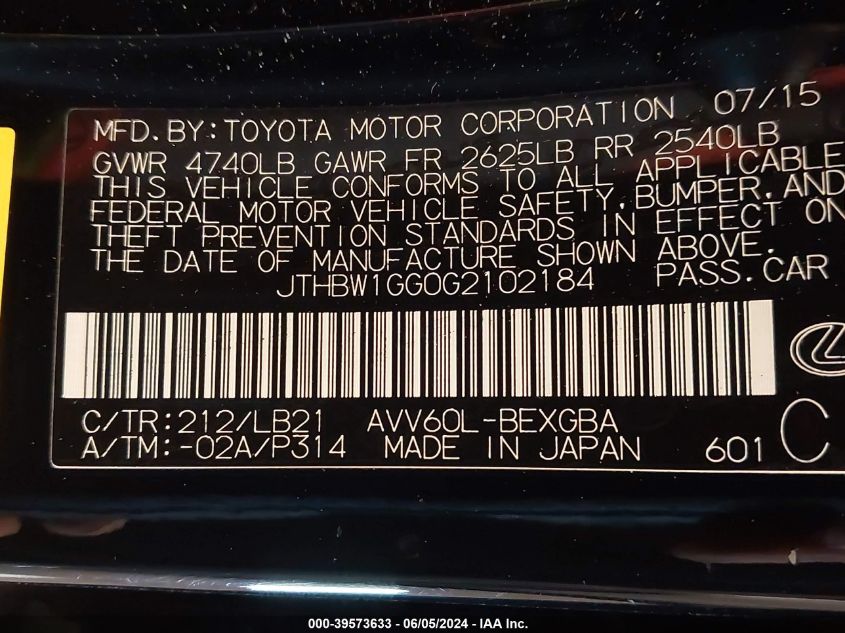 MFD. BY: TOYOTA MOTOR CORPORATION 07/15
GVWR 4740LB GAWR FR 2625LB RR 2540LB
THIS VEHICLE CONFORMS TO ALL APPLICABLE
FEDERAL MOTOR VEHICLE SAFETY, BUMPER, AND
THEFT PREVENTION STANDARDS IN EFFECT ON
THE DATE OF MANUFACTURE SHOWN ABOVE.
JTHBW1GG0G2102184 PASS. CAR
C/TR: 212/LB21 AVV60L-BEXGBA
A/TM: -02A/P314 MADE IN JAPAN 601 C
000-39573633 - 06/05/2024 - IAA Inc.